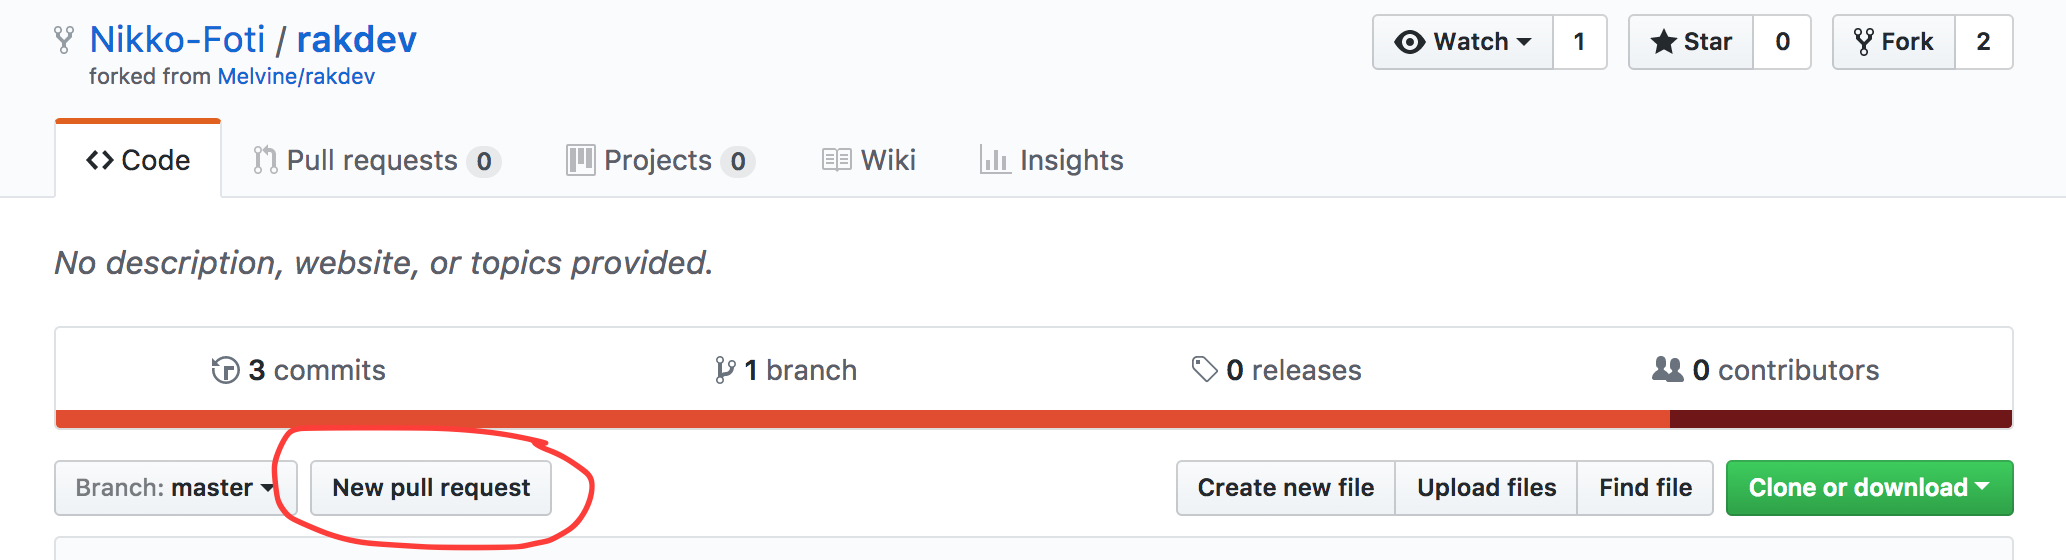 Nikko-Foti / rakdev
forked from Melvine/rakdev
Watch 1 Star 0 Fork 2
Code Pull requests 0 Projects 0 Wiki Insights
No description, website, or topics provided.
3 commits 1 branch 0 releases 0 contributors
Branch: master New pull request Create new file Upload files Find file Clone or download